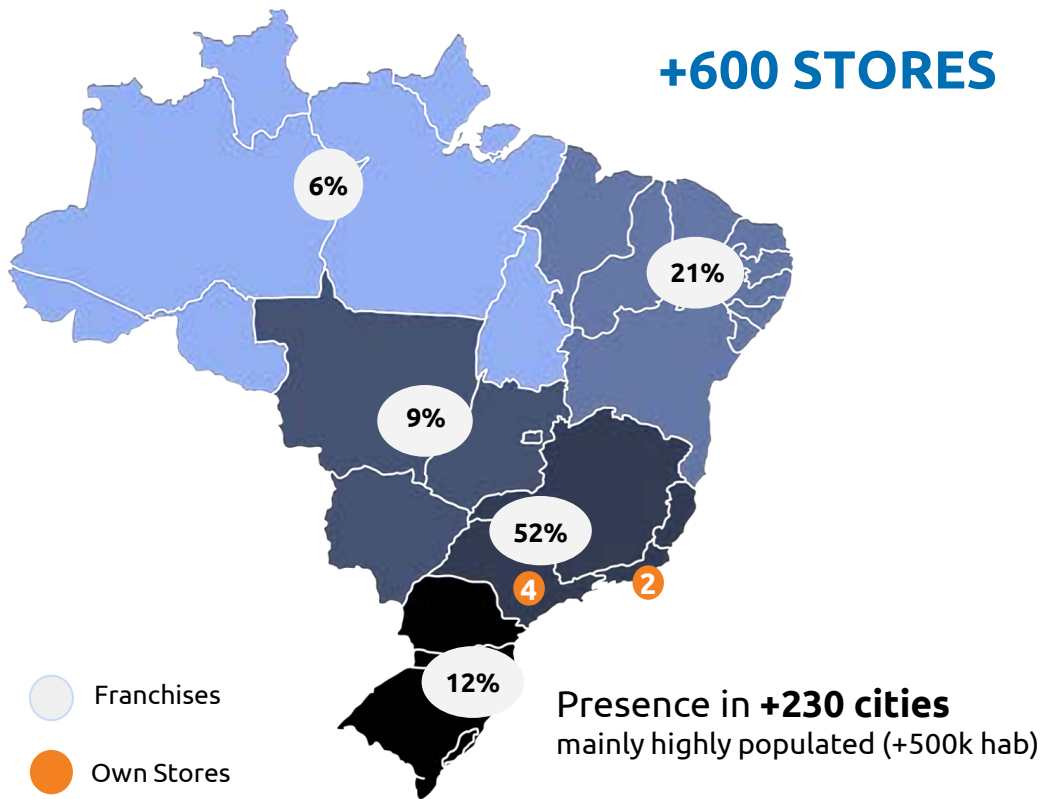 +600 STORES
6%
21%
9%
52%
4
2
12%
Franchises
Own Stores
Presence in +230 cities
mainly highly populated (+500k hab)